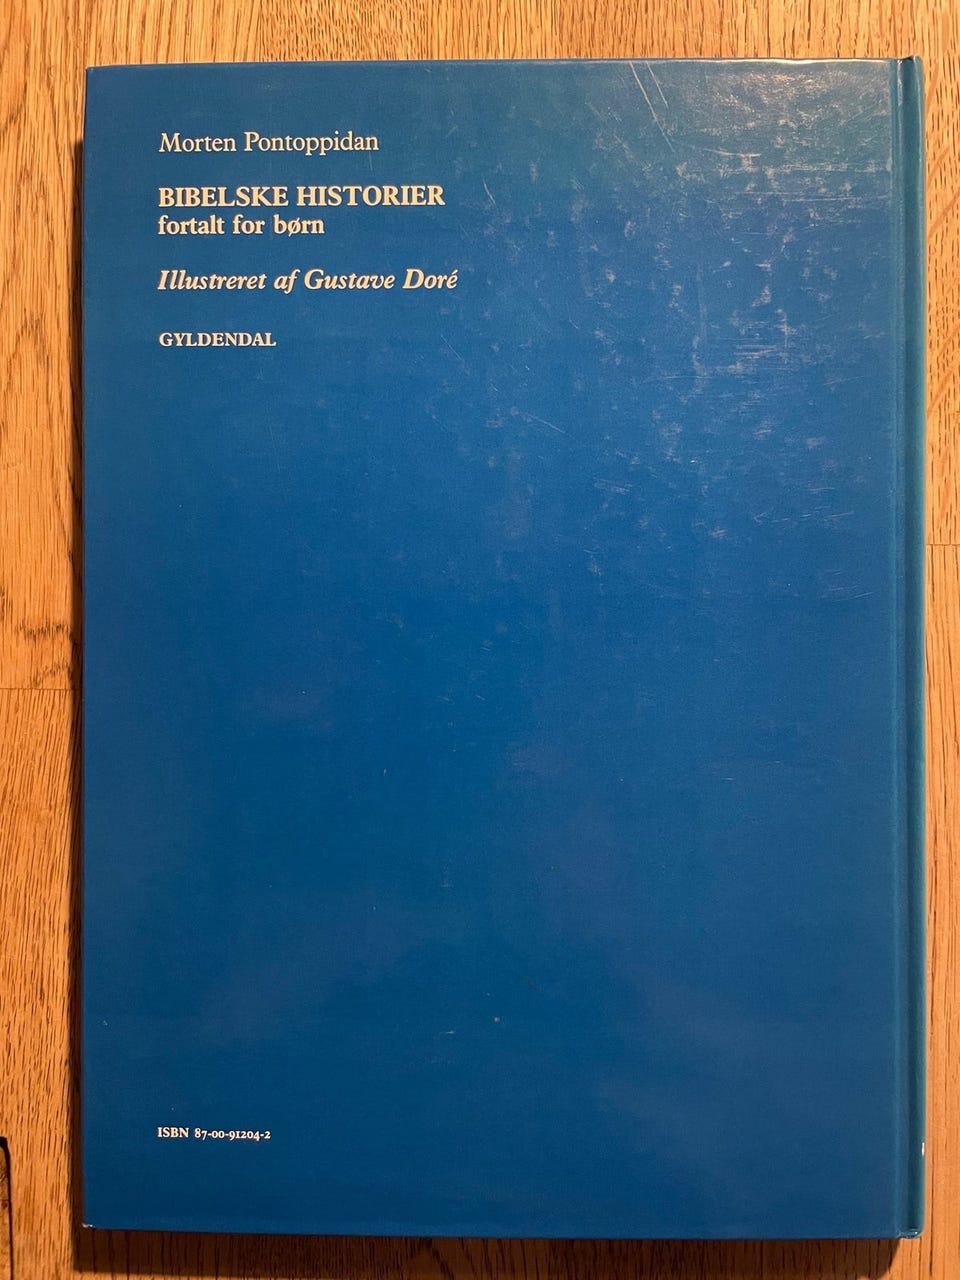 Morten Pontoppidan
BIBELSKE HISTORIER
fortalt for børn
Illustreret af Gustave Doré
GYLDENDAL
ISBN 87-00-91204-2